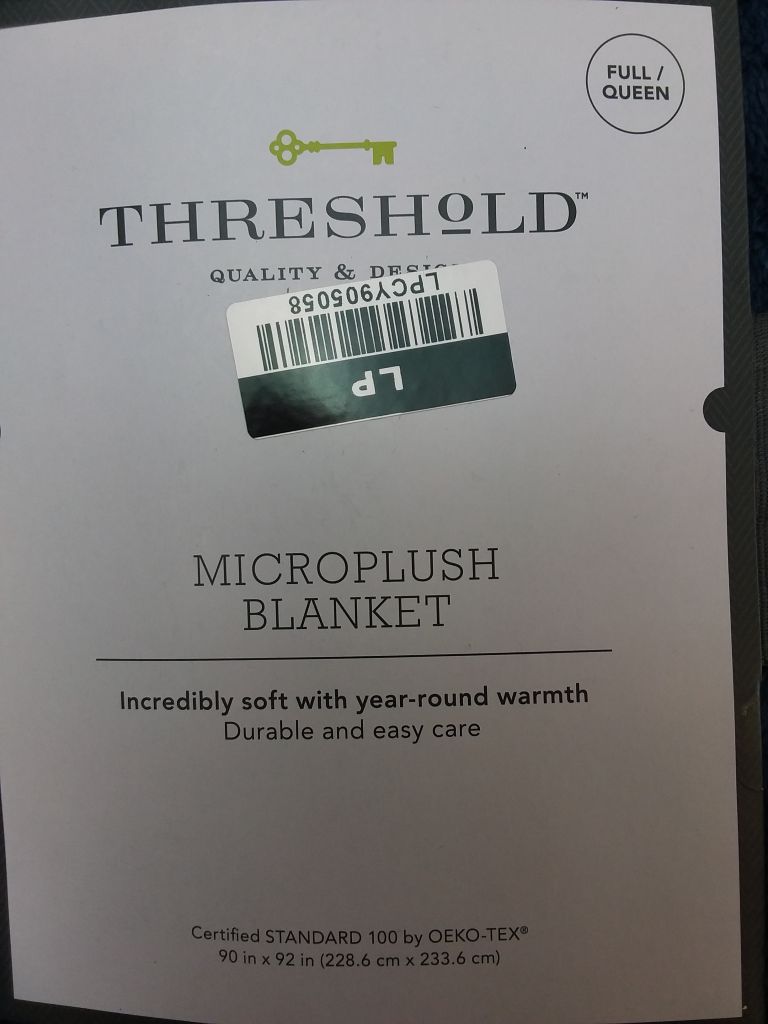 FULL /
QUEEN
THRESHOLD™
QUALITY & DESIGN
LPCY905058
LP
MICROPLUSH
BLANKET
Incredibly soft with year-round warmth
Durable and easy care
Certified STANDARD 100 by OEKO-TEX®
90 in x 92 in (228.6 cm x 233.6 cm)